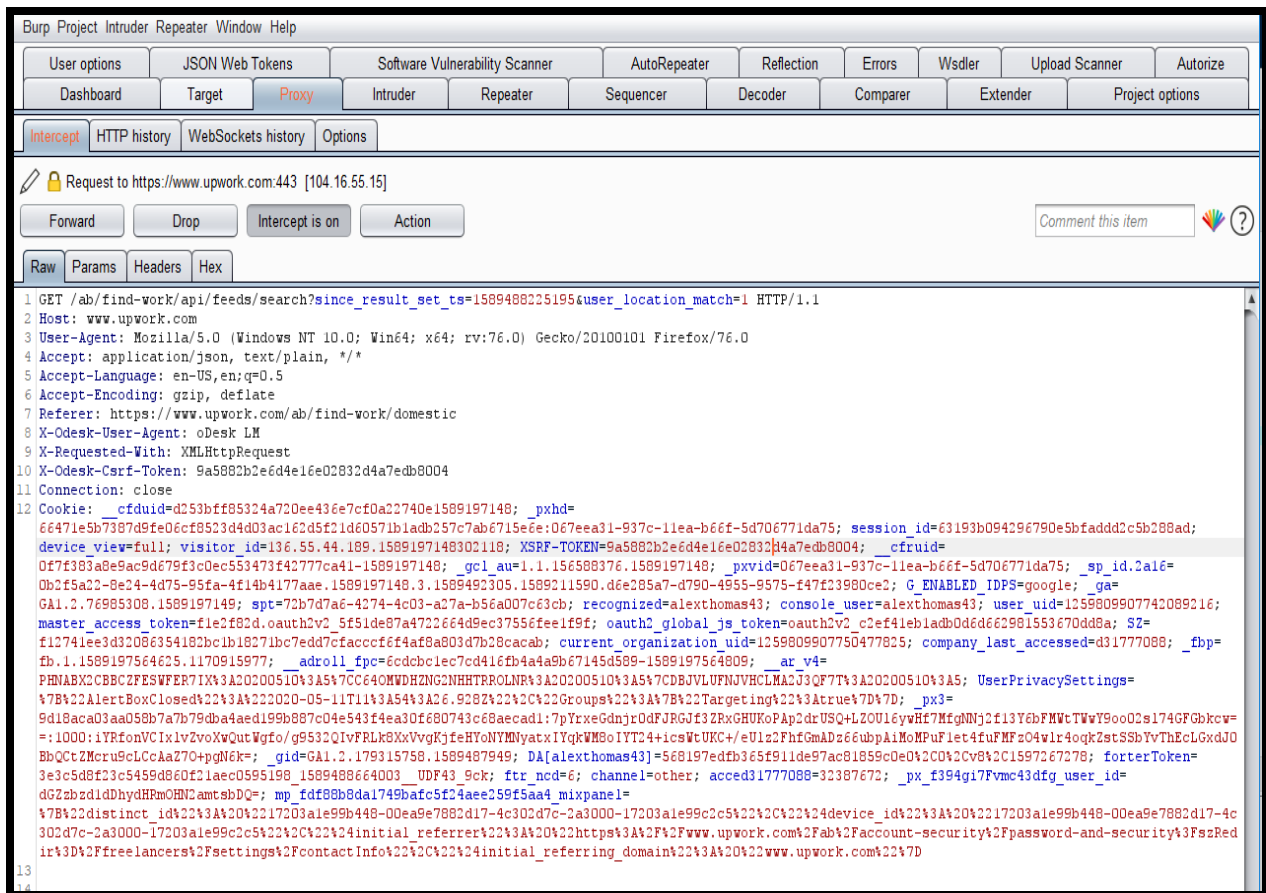 Burp Project Intruder Repeater Window Help
User options JSON Web Tokens Software Vulnerability Scanner AutoRepeater Reflection Errors Wsdler Upload Scanner Autorize
Dashboard Target Proxy Intruder Repeater Sequencer Decoder Comparer Extender Project options
Intercept HTTP history WebSockets history Options
Request to https://www.upwork.com:443 [104.16.55.15]
Forward Drop Intercept is on Action Comment this item ?
Raw Params Headers Hex
1 GET /ab/find-work/api/feeds/search?since_result_set_ts=1589488225195&user_location_match=1 HTTP/1.1
2 Host: www.upwork.com
3 User-Agent: Mozilla/5.0 (Windows NT 10.0; Win64; x64; rv:76.0) Gecko/20100101 Firefox/76.0
4 Accept: application/json, text/plain, */*
5 Accept-Language: en-US,en;q=0.5
6 Accept-Encoding: gzip, deflate
7 Referer: https://www.upwork.com/ab/find-work/domestic
8 X-Odesk-User-Agent: oDesk LM
9 X-Requested-With: XMLHttpRequest
10 X-Odesk-Csrf-Token: 9a5882b2e6d4e16e02832d4a7edb8004
11 Connection: close
12 Cookie: __cfduid=d253bff85324a720ee436e7cf0a22740e1589197148; _pxhd=
66471e5b7387d9fe06cf8523d4d03ac162d5f21d60571b1adb257c7ab6715e6e:067eea31-937c-11ea-b66f-5d706771da75; session_id=63193b094296790e5bfaddd2c5b288ad;
device_view=full; visitor_id=136.55.44.189.1589197148302118; XSRF-TOKEN=9a5882b2e6d4e16e02832d4a7edb8004; __cfruid=
0f7f383a8e9ac9d679f3c0ec553473f42777ca41-1589197148; _gcl_au=1.1.156588376.1589197148; _pxvid=067eea31-937c-11ea-b66f-5d706771da75; _sp_id.2a16=
0b2f5a22-8e24-4d75-95fa-4f14b4177aae.1589197148.3.1589492305.1589211590.d6e285a7-d790-4955-9575-f47f23980ce2; G_ENABLED_IDPS=google; _ga=
GA1.2.76985308.1589197149; spt=72b7d7a6-4274-4c03-a27a-b56a007c63cb; recognized=alexthomas43; console_user=alexthomas43; user_uid=1259809907742089216;
master_access_token=f1e2f82d.oauth2v2_5f51de87a4722664d9ec37556fee1f9f; oauth2_global_js_token=oauth2v2_c2ef41eb1adb0d6d662981553670dd8a; SZ=
f12741ee3d32086354182bc1b18271bc7edd7cfacccf6f4af8a803d7b28cacab; current_organization_uid=1259809907750477825; company_last_accessed=d31777088; _fbp=
fb.1.1589197564625.1170915977; __adroll_fpc=6cdcbc1ec7cd416fb4a4a9b67145d589-1589197564809; __ar_v4=
PHNABX2CBBCZFESWFER7IX%3A20200510%3A5%7CC64OMWDHZNG2NHHTRROLNR%3A20200510%3A5%7CDBJVLUFNJVHCLMA2J3QF7T%3A20200510%3A5; UserPrivacySettings=
%7B%22AlertBoxClosed%22%3A%222020-05-11T11%3A54%3A26.928Z%22%2C%22Groups%22%3A%7B%22Targeting%22%3Atrue%7D%7D; _px3=
9d18aca03aa058b7a7b79dba4aed199b887c04e543f4ea30f680743c68aecad1:7pYrxeGdnjrOdFJRGJf3ZRxGHUKoPAp2drUSQ+LZOU16ywHf7MfgNNj2f13Y6bFMWtTWwY9oo02s174GFGbkcw=
=:1000:iYRfonVCIxlvZvoXwQutWgfo/g9532QIvFRLk8XxVvgKjfeHYoNYMNyatxIYqkWM8oIYT24+icsWtUKC+/eUlz2FhfGmADz66ubpAiMoMPuF1et4fuFMFzO4wlr4oqkZstSSbYvThEcLGxdJ0
BbQCtZMcru9cLCcAaZ7O+pgN6k=; _gid=GA1.2.179315758.1589487949; DA[alexthomas43]=568197edfb365f911de97ac81859c0e0%2C0%2Cv8%2C1597267278; forterToken=
3e3c5d8f23c5459d860f21aec0595198_1589488664003__UDF43_9ck; ftr_ncd=6; channel=other; acced31777088=32387672; _px_f394gi7Fvmc43dfg_user_id=
dGZzbzd1dDhydHRmOHN2amtsbDQ=; mp_fdf88b8da1749bafc5f24aee259f5aa4_mixpanel=
%7B%22distinct_id%22%3A%20%2217203a1e99b448-00ea9e7882d17-4c302d7c-2a3000-17203a1e99c2c5%22%2C%22%24device_id%22%3A%20%2217203a1e99b448-00ea9e7882d17-4c
302d7c-2a3000-17203a1e99c2c5%22%2C%22%24initial_referrer%22%3A%20%22https%3A%2F%2Fwww.upwork.com%2Fab%2Faccount-security%2Fpassword-and-security%3FszRed
ir%3D%2Ffreelancers%2Fsettings%2FcontactInfo%22%2C%22%24initial_referring_domain%22%3A%20%22www.upwork.com%22%7D
13
14